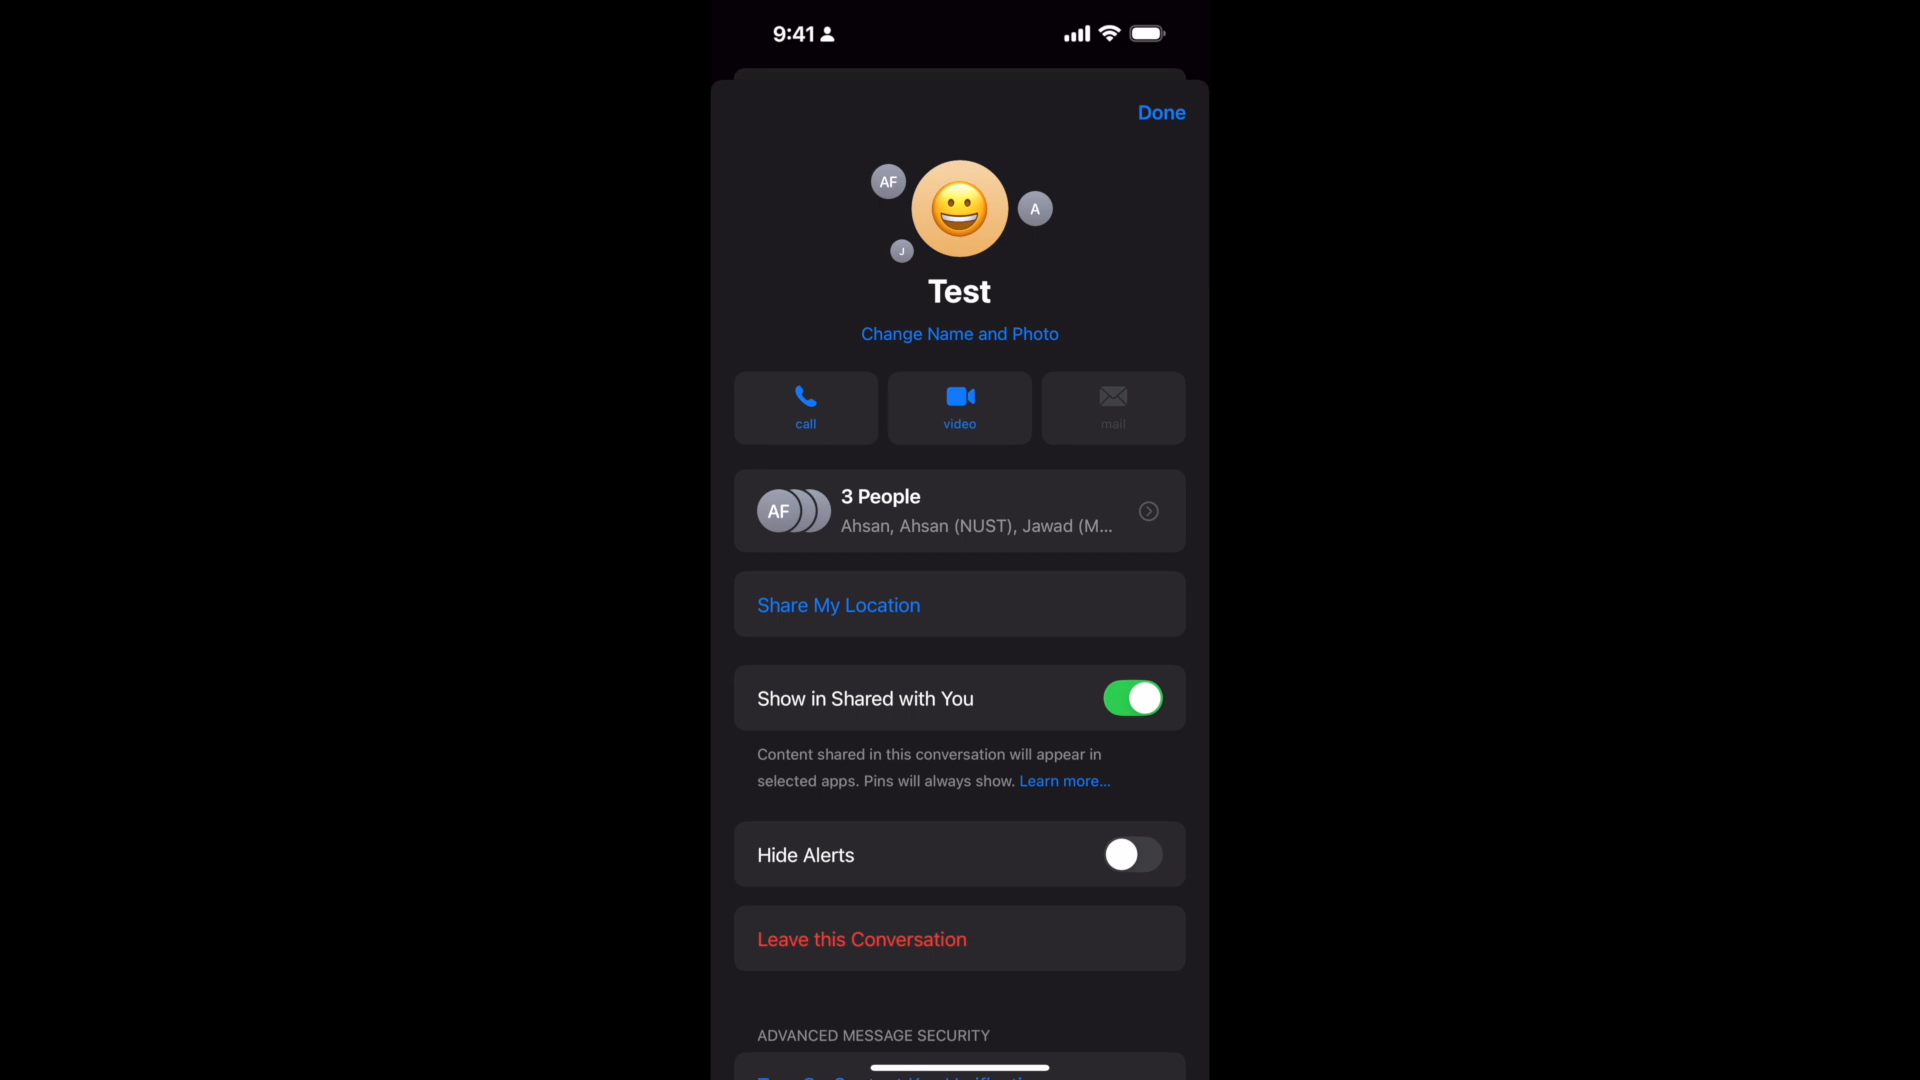 9:41
Done
AF
A
J
Test
Change Name and Photo
call
video
mail
AF
3 People
Ahsan, Ahsan (NUST), Jawad (M...
Share My Location
Show in Shared with You
Content shared in this conversation will appear in
selected apps. Pins will always show. Learn more...
Hide Alerts
Leave this Conversation
ADVANCED MESSAGE SECURITY